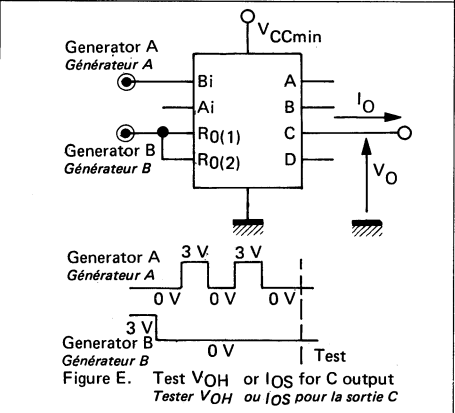 VCCmin
Generator A
Générateur A
Bi
Ai
R0(1)
R0(2)
A
B
C
D
IO
VO
Generator B
Générateur B
Generator A
Générateur A
3 V 3 V
0 V 0 V 0 V
3 V
0 V
Generator B
Générateur B
Test
Figure E. Test VOH or IOS for C output
Tester VOH ou IOS pour la sortie C